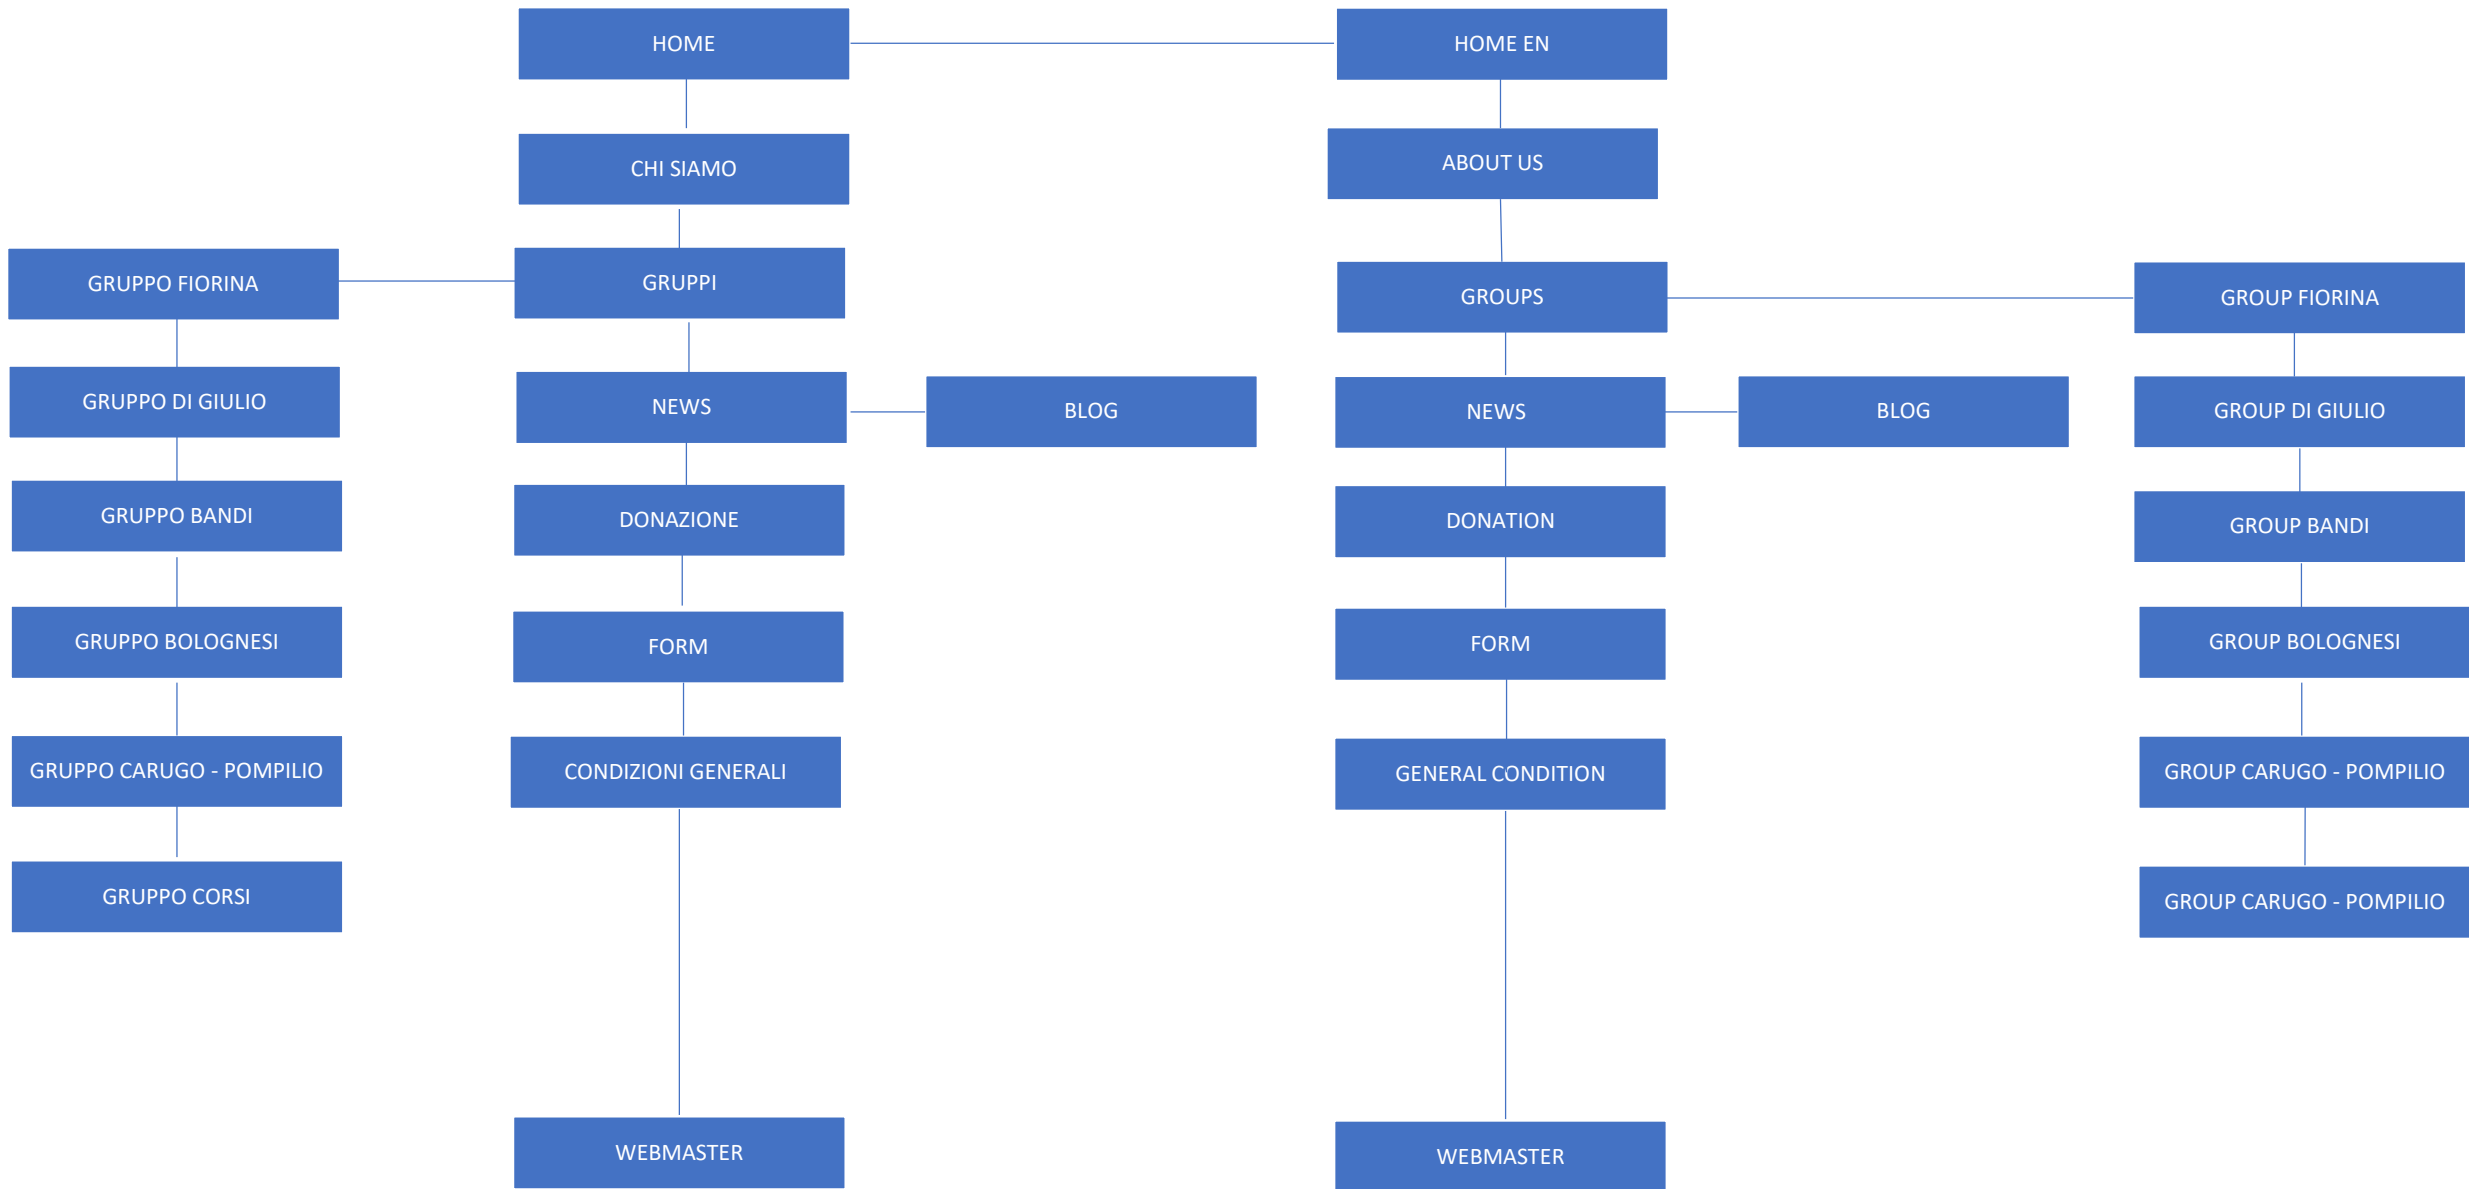 HOME
HOME EN
CHI SIAMO
ABOUT US
GRUPPO FIORINA
GRUPPI
GROUPS
GROUP FIORINA
GRUPPO DI GIULIO
NEWS
BLOG
NEWS
BLOG
GROUP DI GIULIO
GRUPPO BANDI
DONAZIONE
DONATION
GROUP BANDI
GRUPPO BOLOGNESI
FORM
FORM
GROUP BOLOGNESI
GRUPPO CARUGO - POMPILIO
CONDIZIONI GENERALI
GENERAL CONDITION
GROUP CARUGO - POMPILIO
GRUPPO CORSI
GROUP CARUGO - POMPILIO
WEBMASTER
WEBMASTER